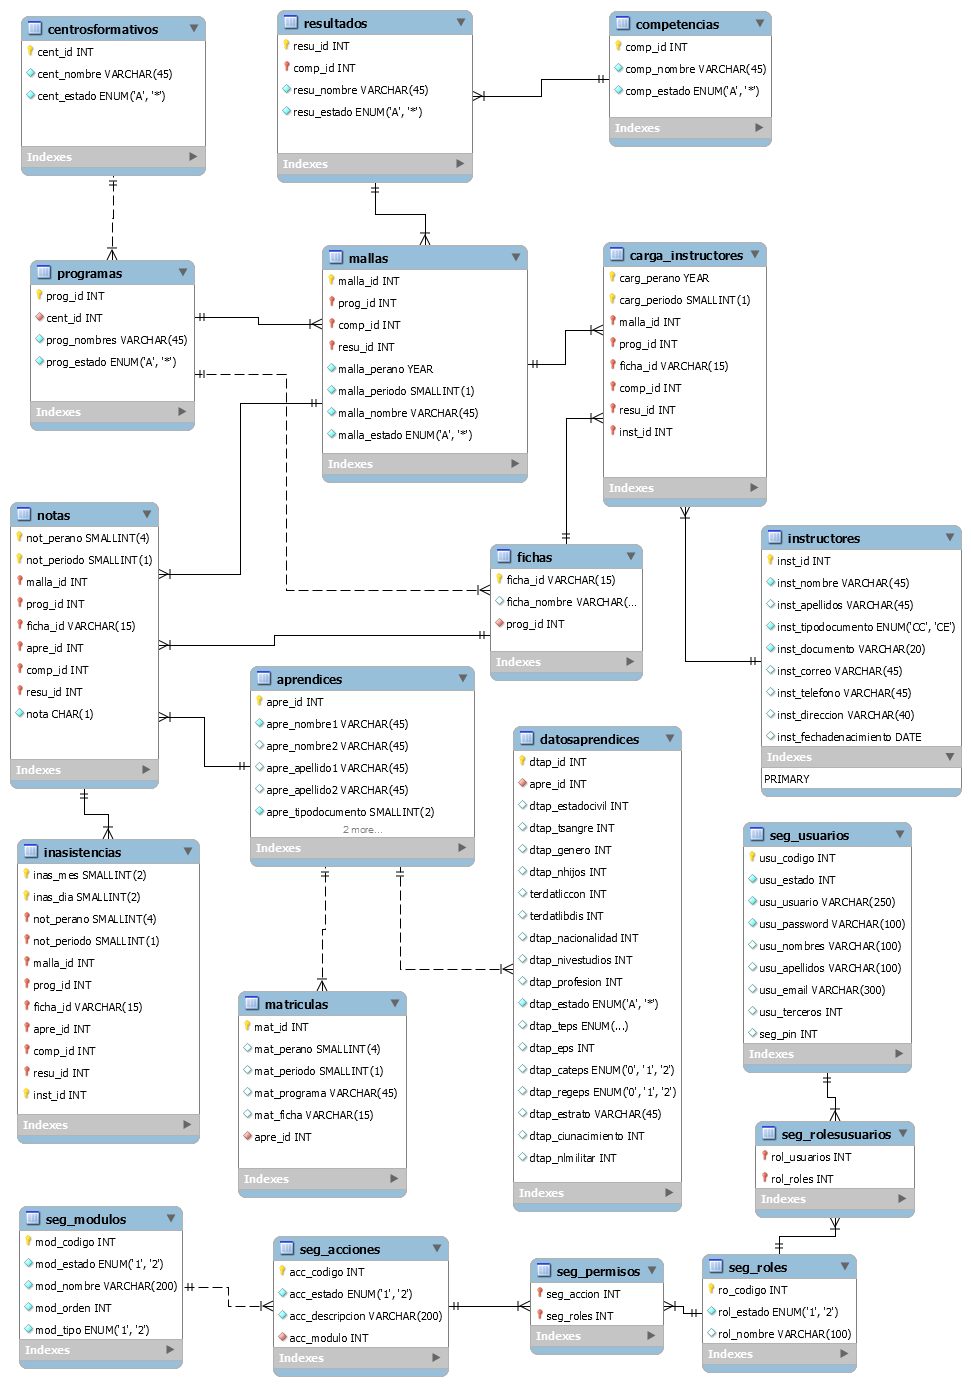 centrosformativos
cent_id INT
cent_nombre VARCHAR(45)
cent_estado ENUM('A', '*')
Indexes
resultados
resu_id INT
comp_id INT
resu_nombre VARCHAR(45)
resu_estado ENUM('A', '*')
Indexes
competencias
comp_id INT
comp_nombre VARCHAR(45)
comp_estado ENUM('A', '*')
Indexes
programas
prog_id INT
cent_id INT
prog_nombres VARCHAR(45)
prog_estado ENUM('A', '*')
Indexes
mallas
malla_id INT
prog_id INT
comp_id INT
resu_id INT
malla_perano YEAR
malla_periodo SMALLINT(1)
malla_nombre VARCHAR(45)
malla_estado ENUM('A', '*')
Indexes
carga_instructores
carg_perano YEAR
carg_periodo SMALLINT(1)
malla_id INT
prog_id INT
ficha_id VARCHAR(15)
comp_id INT
resu_id INT
inst_id INT
Indexes
notas
not_perano SMALLINT(4)
not_periodo SMALLINT(1)
malla_id INT
prog_id INT
ficha_id VARCHAR(15)
apre_id INT
comp_id INT
resu_id INT
nota CHAR(1)
Indexes
fichas
ficha_id VARCHAR(15)
ficha_nombre VARCHAR(...
prog_id INT
Indexes
instructores
inst_id INT
inst_nombre VARCHAR(45)
inst_apellidos VARCHAR(45)
inst_tipodocumento ENUM('CC', 'CE')
inst_documento VARCHAR(20)
inst_correo VARCHAR(45)
inst_telefono VARCHAR(45)
inst_direccion VARCHAR(40)
inst_fechadenacimiento DATE
Indexes
PRIMARY
aprendices
apre_id INT
apre_nombre1 VARCHAR(45)
apre_nombre2 VARCHAR(45)
apre_apellido1 VARCHAR(45)
apre_apellido2 VARCHAR(45)
apre_tipodocumento SMALLINT(2)
2 more...
Indexes
datosaprendices
dtap_id INT
apre_id INT
dtap_estadocivil INT
dtap_tsangre INT
dtap_genero INT
dtap_nhijos INT
terdatliccon INT
terdatlibdis INT
dtap_nacionalidad INT
dtap_nivestudios INT
dtap_profesion INT
dtap_estado ENUM('A', '*')
dtap_teps ENUM(...)
dtap_eps INT
dtap_cateps ENUM('0', '1', '2')
dtap_regeps ENUM('0', '1', '2')
dtap_estrato VARCHAR(45)
dtap_ciunacimiento INT
dtap_nlmilitar INT
Indexes
inasistencias
inas_mes SMALLINT(2)
inas_dia SMALLINT(2)
not_perano SMALLINT(4)
not_periodo SMALLINT(1)
malla_id INT
prog_id INT
ficha_id VARCHAR(15)
apre_id INT
comp_id INT
resu_id INT
inst_id INT
Indexes
matriculas
mat_id INT
mat_perano SMALLINT(4)
mat_periodo SMALLINT(1)
mat_programa VARCHAR(45)
mat_ficha VARCHAR(15)
apre_id INT
Indexes
seg_usuarios
usu_codigo INT
usu_estado INT
usu_usuario VARCHAR(250)
usu_password VARCHAR(100)
usu_nombres VARCHAR(100)
usu_apellidos VARCHAR(100)
usu_email VARCHAR(300)
usu_terceros INT
seg_pin INT
Indexes
seg_rolesusuarios
rol_usuarios INT
rol_roles INT
Indexes
seg_modulos
mod_codigo INT
mod_estado ENUM('1', '2')
mod_nombre VARCHAR(200)
mod_orden INT
mod_tipo ENUM('1', '2')
Indexes
seg_acciones
acc_codigo INT
acc_estado ENUM('1', '2')
acc_descripcion VARCHAR(200)
acc_modulo INT
Indexes
seg_permisos
seg_accion INT
seg_roles INT
Indexes
seg_roles
ro_codigo INT
rol_estado ENUM('1', '2')
rol_nombre VARCHAR(100)
Indexes